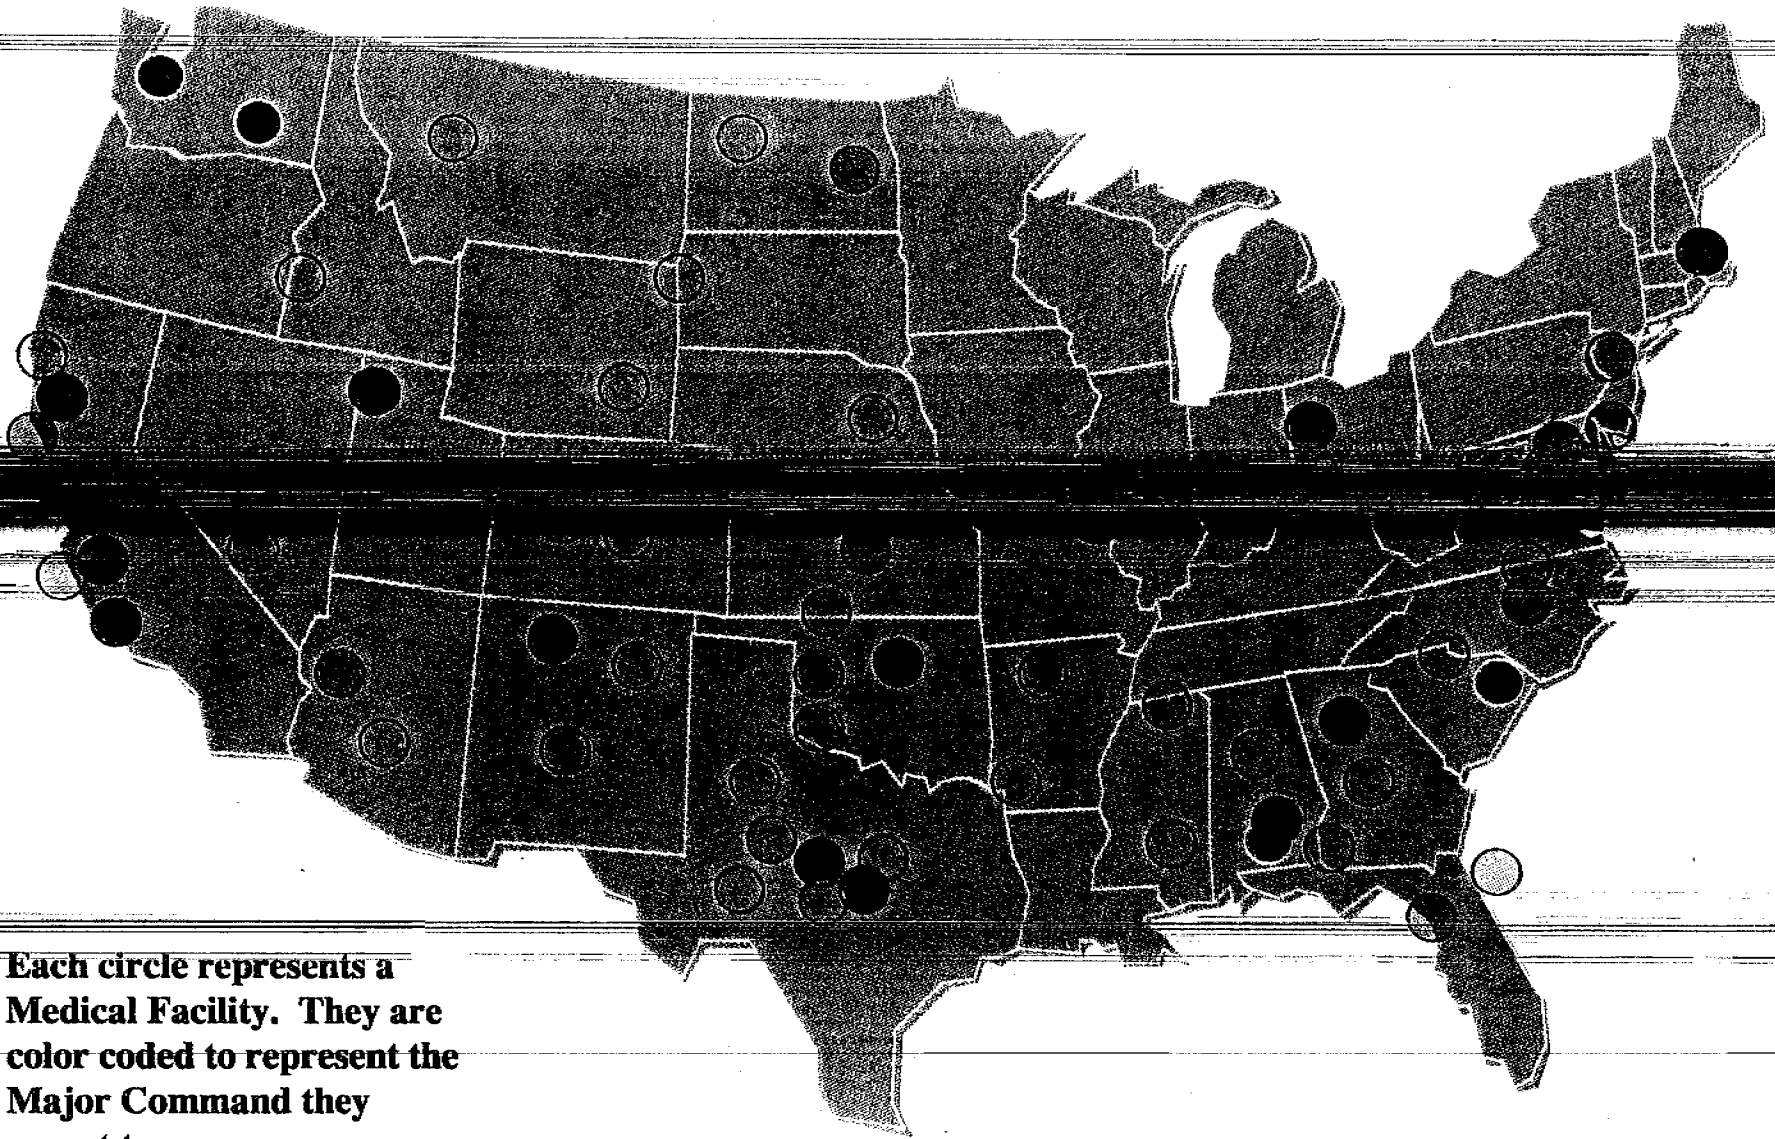 Each circle represents a
Medical Facility. They are
color coded to represent the
Major Command they